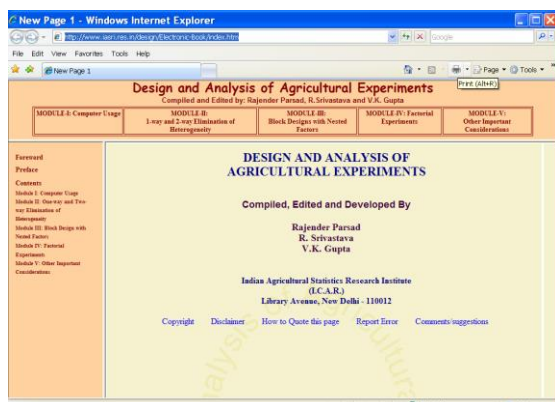 New Page 1 - Windows Internet Explorer
http://www.iasri.res.in/design/Electronic-Book/index.htm
Google
File Edit View Favorites Tools Help
New Page 1
Page Tools
Print (Alt+R)
Design and Analysis of Agricultural Experiments
Compiled and Edited by: Rajender Parsad, R.Srivastava and V.K. Gupta
MODULE-I: Computer Usage
MODULE-II:
1-way and 2-way Elimination of
Heterogeneity
MODULE-III:
Block Designs with Nested
Factors
MODULE-IV: Factorial
Experiments
MODULE-V:
Other Important
Considerations
Foreword
Preface
Contents
Module I: Computer Usage
Module II: One-way and Two-
way Elimination of
Heterogeneity
Module III: Block Design with
Nested Factors
Module IV: Factorial
Experiments
Module V: Other Important
Considerations
DESIGN AND ANALYSIS OF
AGRICULTURAL EXPERIMENTS
Compiled, Edited and Developed By
Rajender Parsad
R. Srivastava
V.K. Gupta
Indian Agricultural Statistics Research Institute
(I.C.A.R.)
Library Avenue, New Delhi - 110012
Copyright Disclaimer How to Quote this page Report Error Comments/suggestions